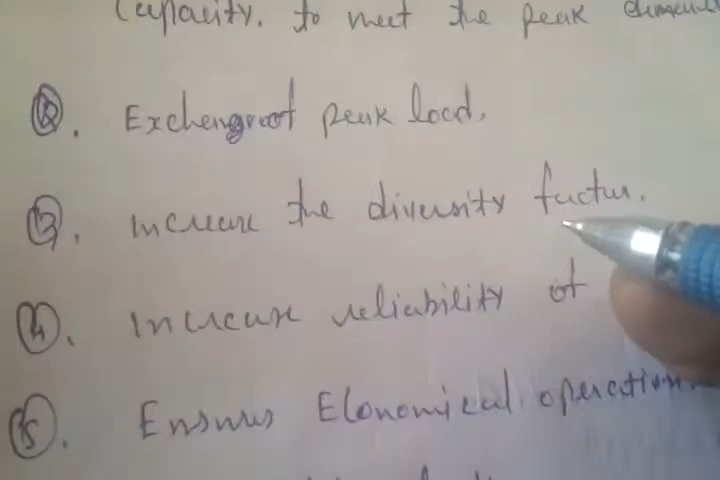 Capacity. to meet the peak
②. Exchange of peak load.
③. Increase the diversity factor.
④. Increase reliability of
⑤. Ensures Economical operation